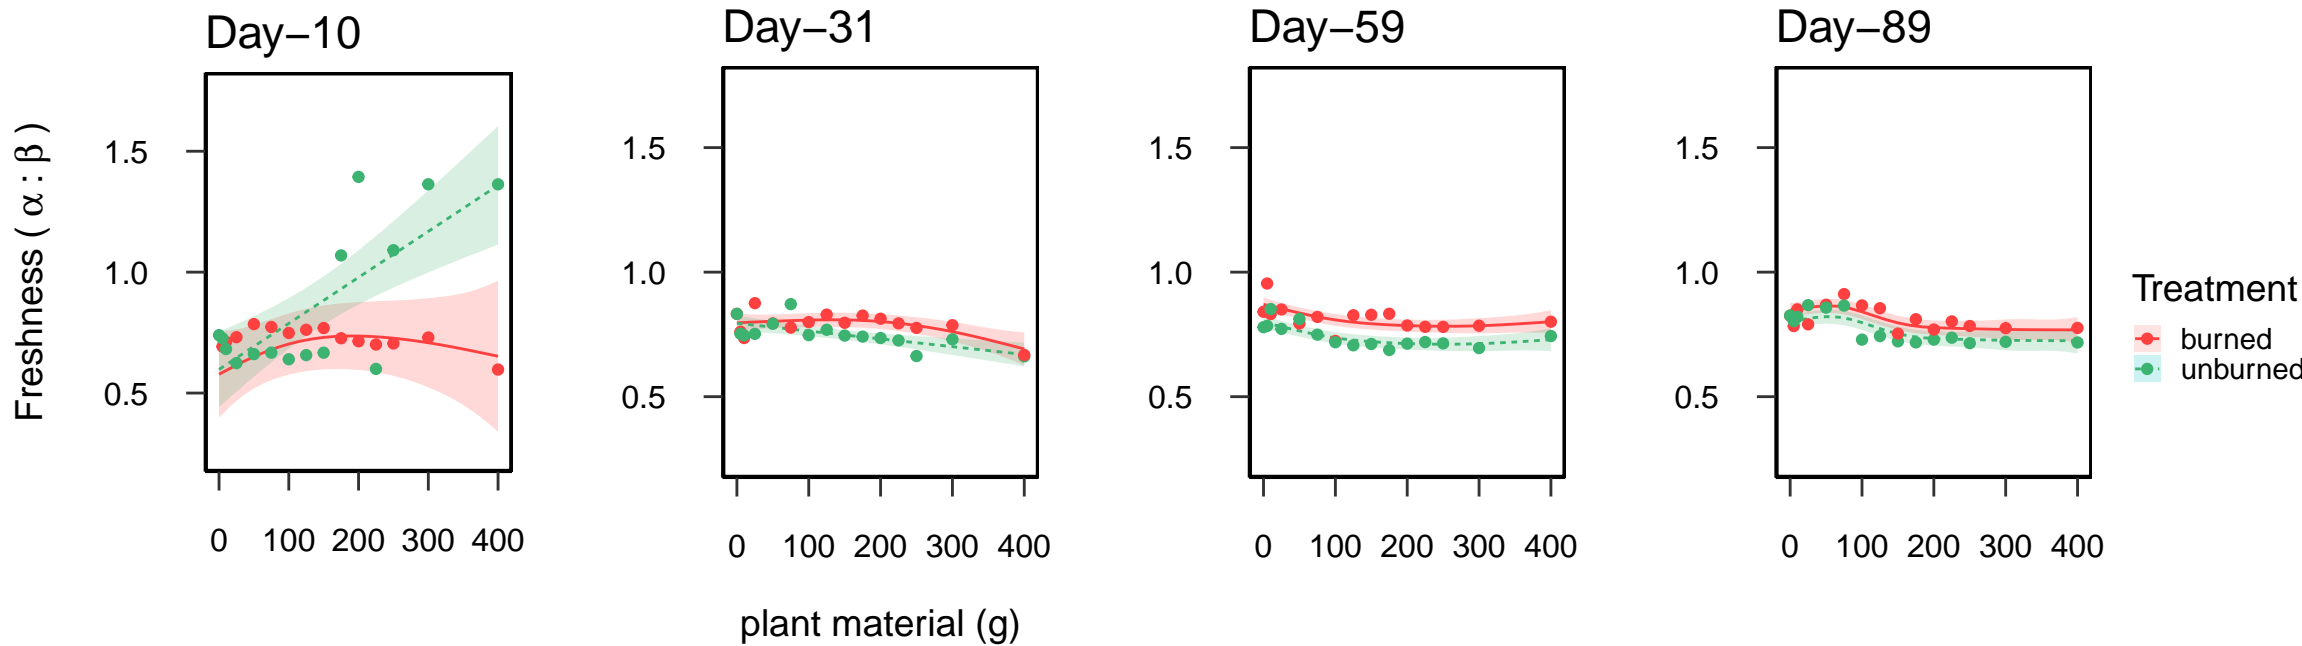 Day−10 Day−31 Day−59 Day−89
Freshness ( α : β )
1.5 1.5 1.5 1.5
1.0 1.0 1.0 1.0
0.5 0.5 0.5 0.5
0 100 200 300 400 0 100 200 300 400 0 100 200 300 400 0 100 200 300 400
plant material (g)
Treatment
burned
unburned